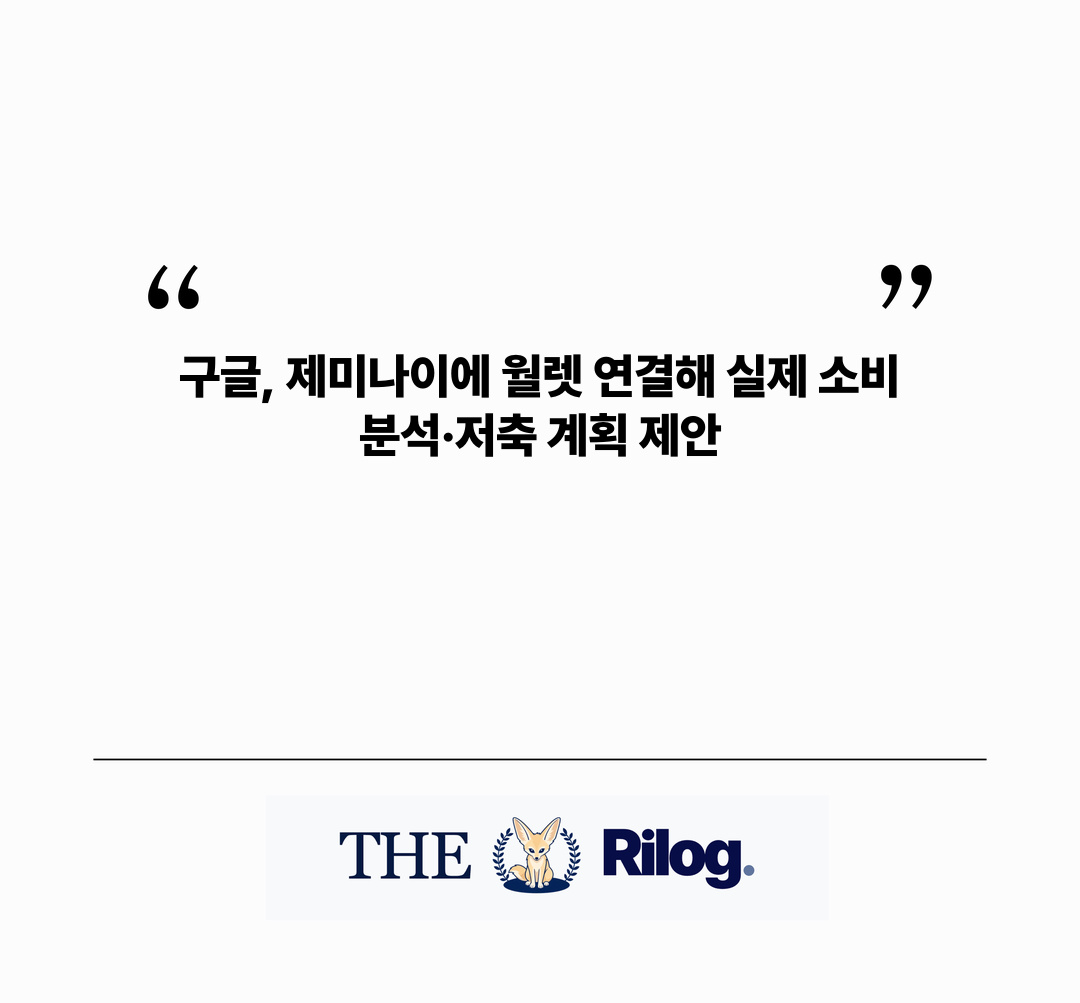 “ ”
구글, 제미나이에 월렛 연결해 실제 소비
분석·저축 계획 제안
THE Rilog.